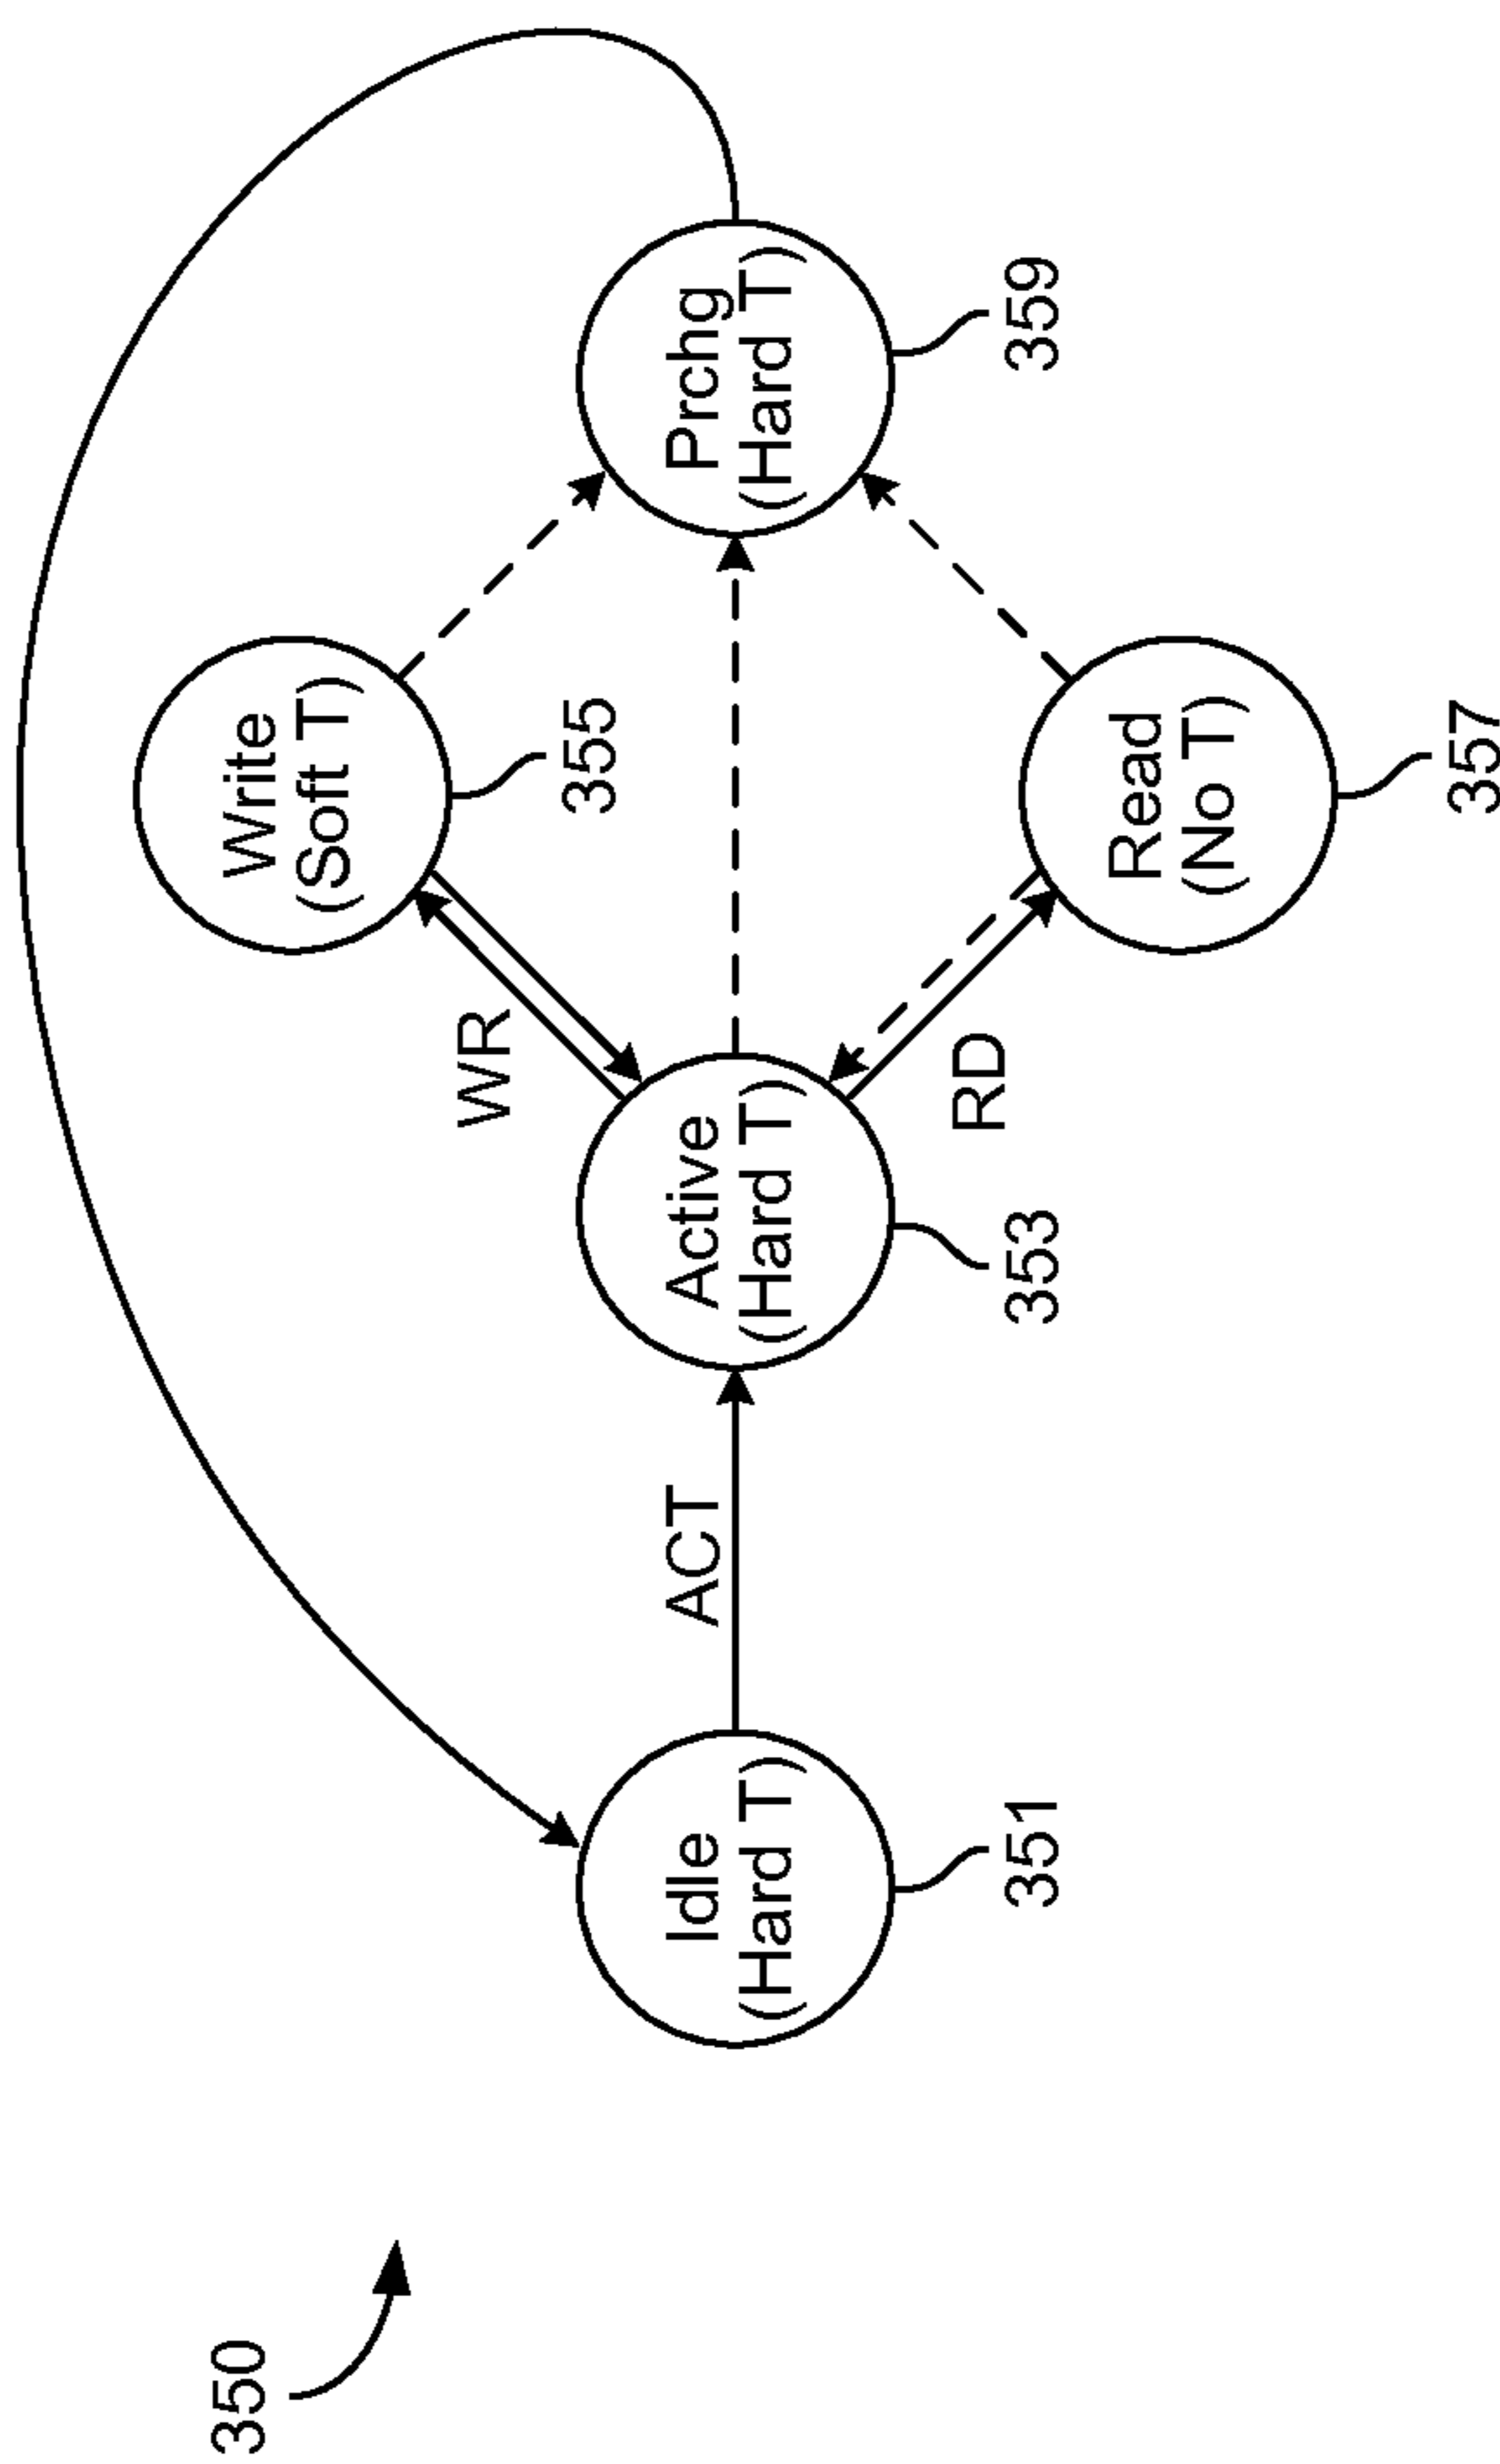 350
Idle
(Hard T)
351
ACT
Active
(Hard T)
353
WR
RD
Write
(Soft T)
355
Read
(No T)
357
Prchg
(Hard T)
359